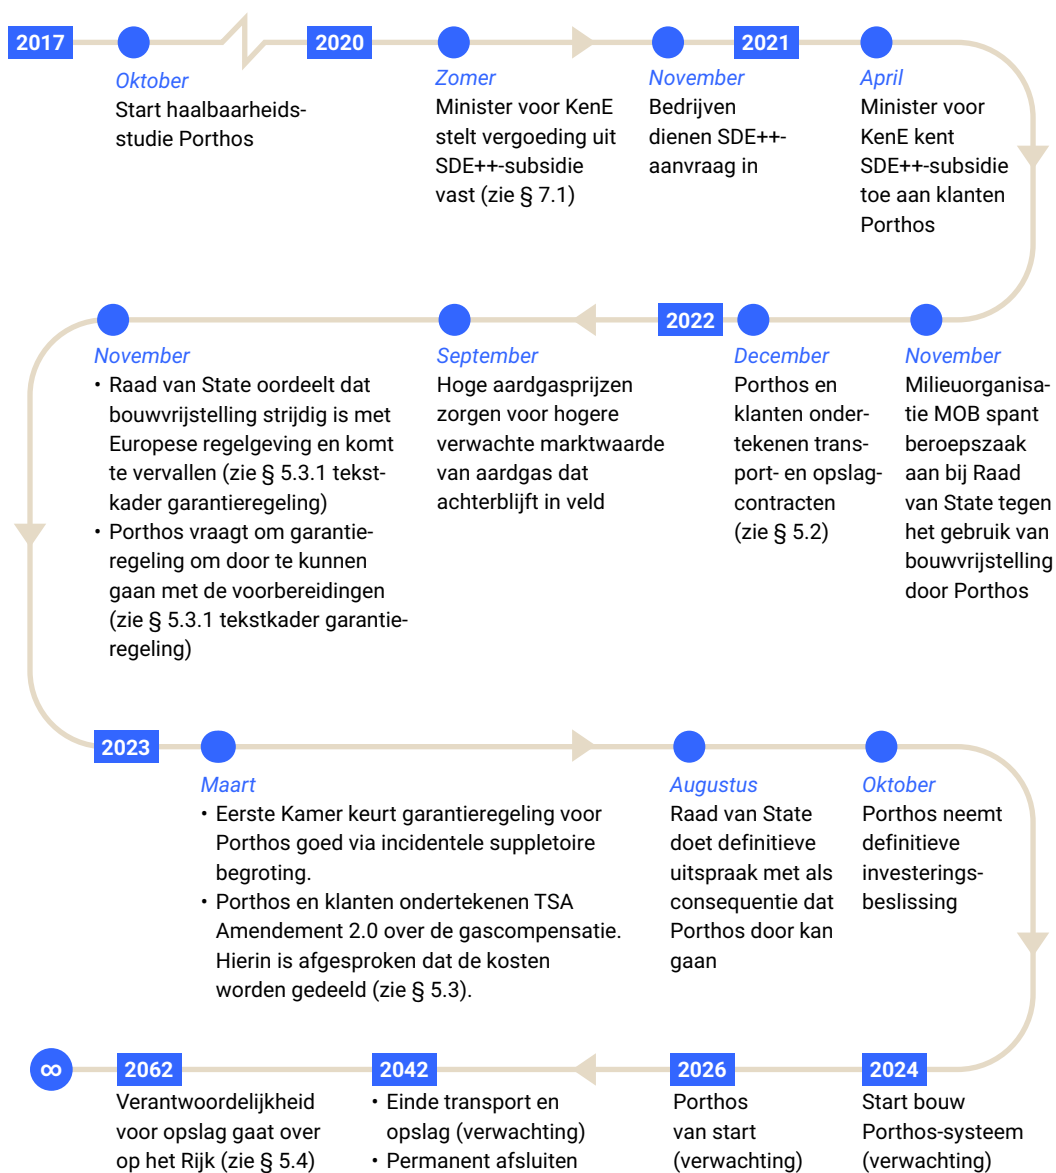 2017
Oktober
Start haalbaarheids-
studie Porthos
2020
Zomer
Minister voor KenE
stelt vergoeding uit
SDE++-subsidie
vast (zie § 7.1)
November
Bedrijven
dienen SDE++-
aanvraag in
2021
April
Minister voor
KenE kent
SDE++-subsidie
toe aan klanten
Porthos
November
Milieuorganisa-
tie MOB spant
beroepszaak
aan bij Raad
van State tegen
het gebruik van
bouwvrijstelling
door Porthos
December
Porthos en
klanten onder-
tekenen trans-
port- en opslag-
contracten
(zie § 5.2)
2022
September
Hoge aardgasprijzen
zorgen voor hogere
verwachte marktwaarde
van aardgas dat
achterblijft in veld
November
• Raad van State oordeelt dat
bouwvrijstelling strijdig is met
Europese regelgeving en komt
te vervallen (zie § 5.3.1 tekst-
kader garantieregeling)
• Porthos vraagt om garantie-
regeling om door te kunnen
gaan met de voorbereidingen
(zie § 5.3.1 tekstkader garantie-
regeling)
2023
Maart
• Eerste Kamer keurt garantieregeling voor
Porthos goed via incidentele suppletoire
begroting.
• Porthos en klanten ondertekenen TSA
Amendement 2.0 over de gascompensatie.
Hierin is afgesproken dat de kosten
worden gedeeld (zie § 5.3).
Augustus
Raad van State
doet definitieve
uitspraak met als
consequentie dat
Porthos door kan
gaan
Oktober
Porthos neemt
definitieve
investerings-
beslissing
2024
Start bouw
Porthos-systeem
(verwachting)
2026
Porthos
van start
(verwachting)
2042
• Einde transport en
opslag (verwachting)
• Permanent afsluiten
2062
Verantwoordelijkheid
voor opslag gaat over
op het Rijk (zie § 5.4)
∞